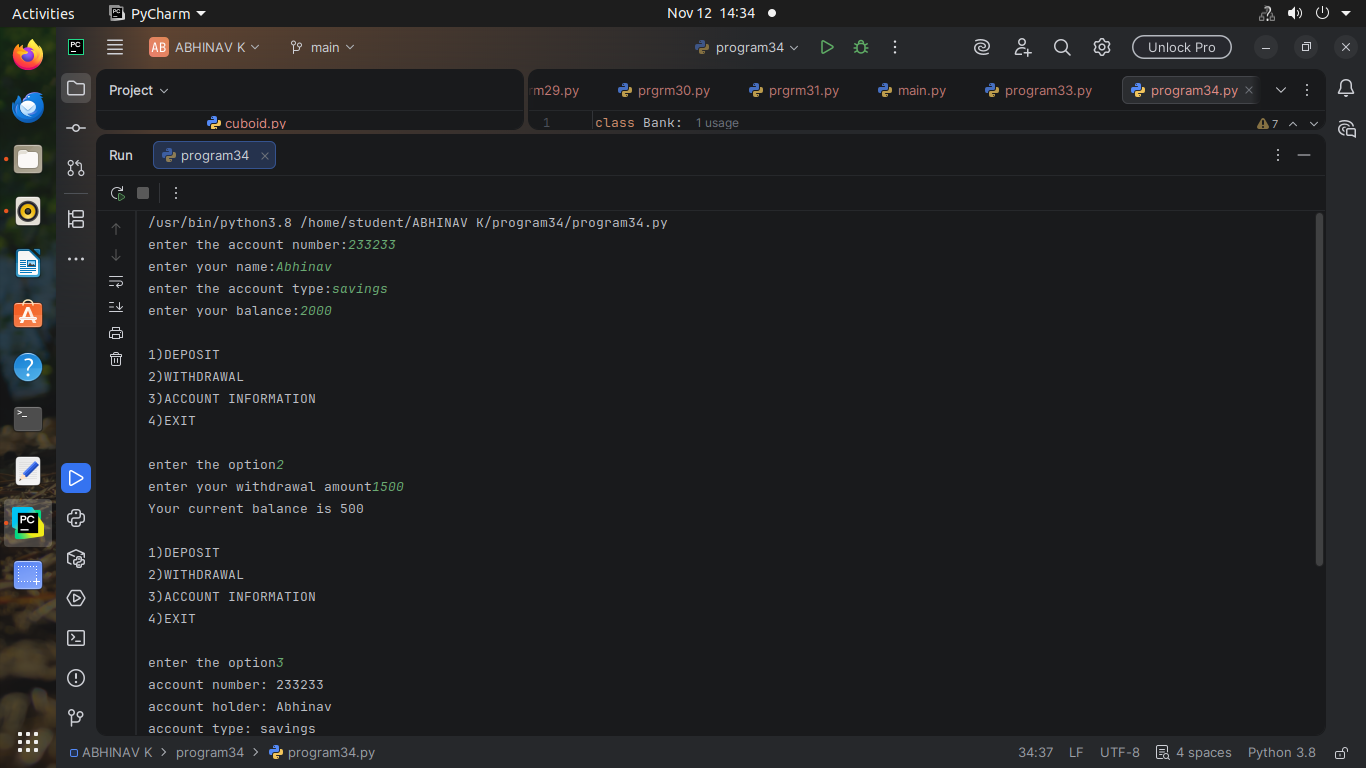 Activities PyCharm Nov 12 14:34
PC AB ABHINAV K main program34 Unlock Pro
Project rm29.py prgrm30.py prgrm31.py main.py program33.py program34.py
cuboid.py 1 class Bank: 1 usage 7
Run program34
/usr/bin/python3.8 /home/student/ABHINAV K/program34/program34.py
enter the account number:233233
enter your name:Abhinav
enter the account type:savings
enter your balance:2000
1)DEPOSIT
2)WITHDRAWAL
3)ACCOUNT INFORMATION
4)EXIT
enter the option2
enter your withdrawal amount1500
Your current balance is 500
1)DEPOSIT
2)WITHDRAWAL
3)ACCOUNT INFORMATION
4)EXIT
enter the option3
account number: 233233
account holder: Abhinav
account type: savings
PC
ABHINAV K program34 program34.py 34:37 LF UTF-8 4 spaces Python 3.8